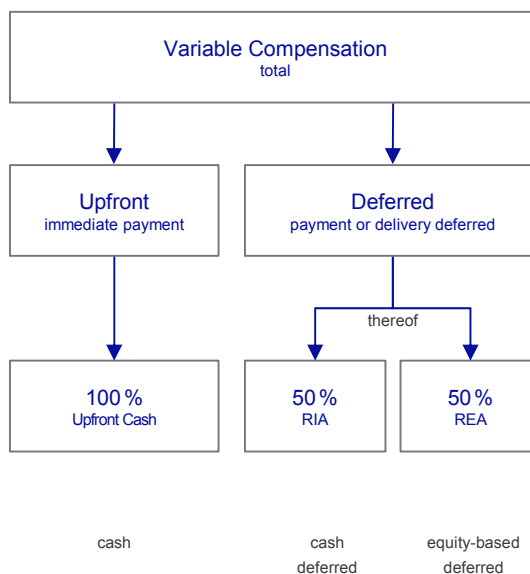 Variable Compensation
total
Upfront
immediate payment
Deferred
payment or delivery deferred
thereof
100 %
Upfront Cash
50 %
RIA
50 %
REA
cash
cash
deferred
equity-based
deferred